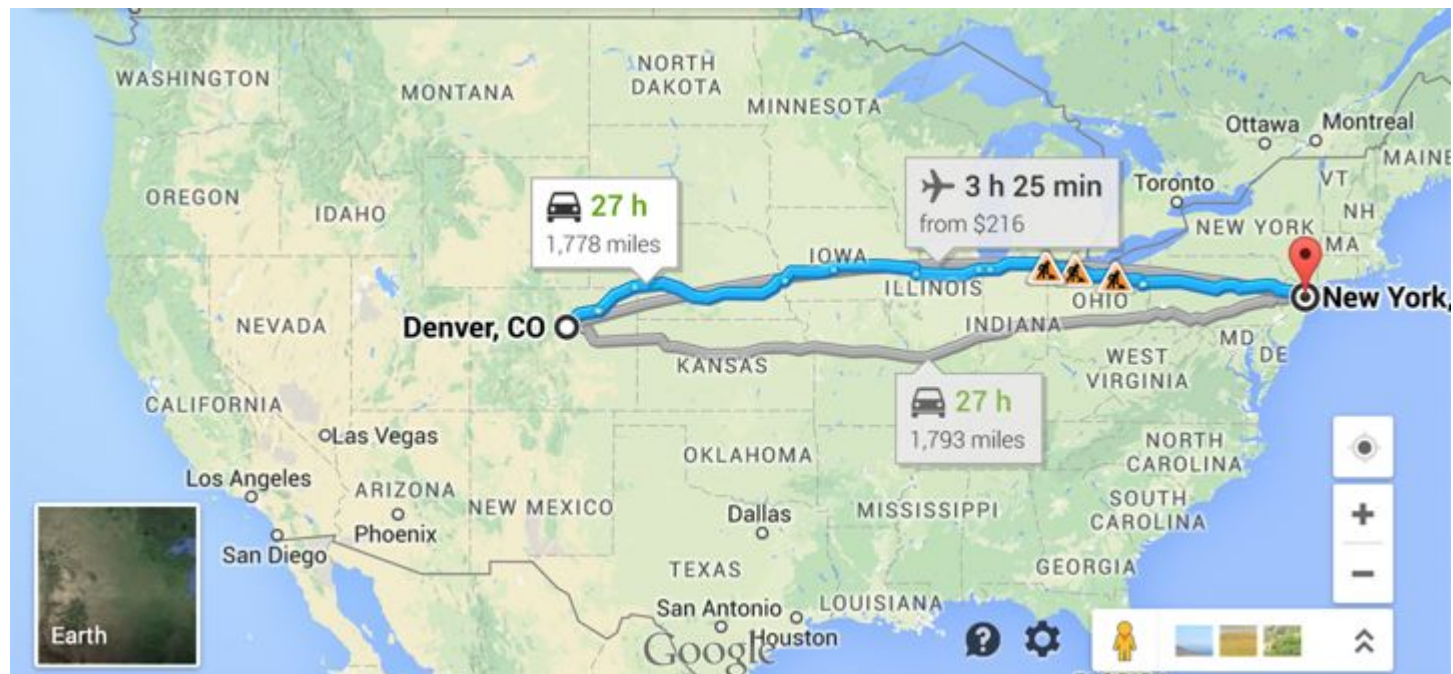 NORTH
DAKOTA
WASHINGTON
MONTANA
MINNESOTA
Ottawa
Montreal
MAINE
OREGON
IDAHO
27 h
1,778 miles
3 h 25 min
from $216
Toronto
VT
NH
NEW YORK
MA
IOWA
ILLINOIS
OHIO
New York,
Denver, CO
NEVADA
INDIANA
MD
DE
KANSAS
WEST
VIRGINIA
27 h
1,793 miles
CALIFORNIA
Las Vegas
OKLAHOMA
NORTH
CAROLINA
Los Angeles
ARIZONA
NEW MEXICO
Phoenix
San Diego
Dallas
MISSISSIPPI
SOUTH
CAROLINA
TEXAS
GEORGIA
San Antonio
LOUISIANA
Houston
Google
Earth